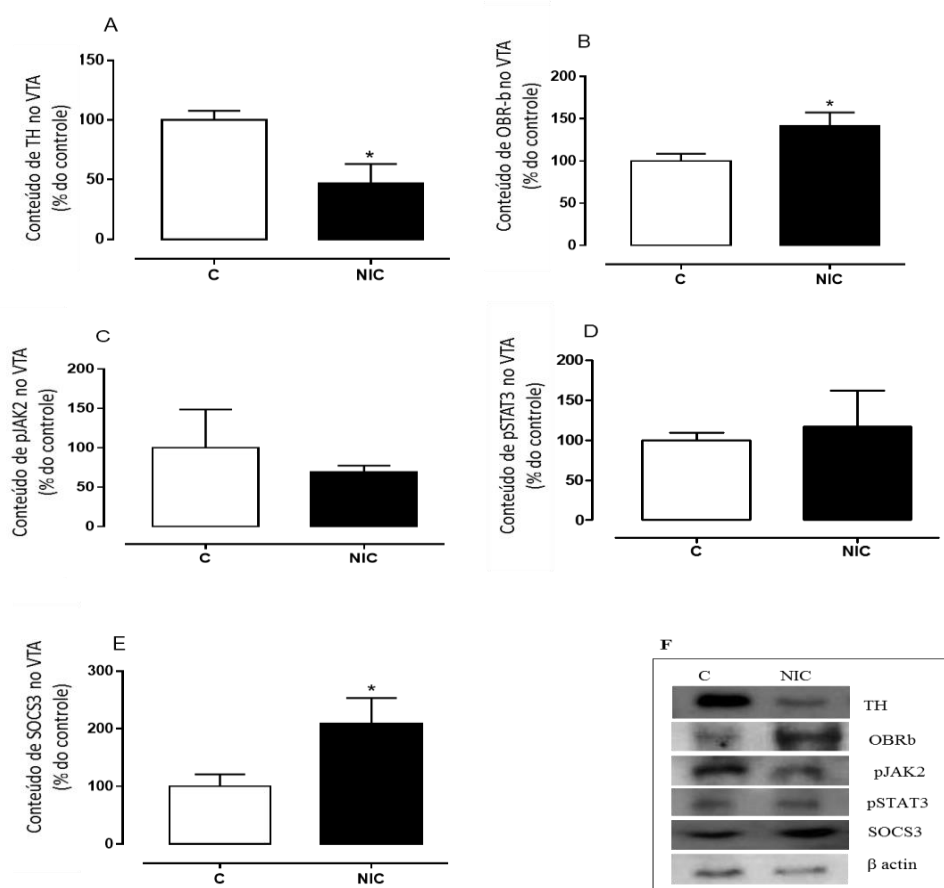 A
Conteúdo de TH no VTA
(% do controle)
150
100
50
0
*
C
NIC
B
Conteúdo de OBR-b no VTA
(% do controle)
200
150
100
50
0
*
C
NIC
C
Conteúdo de pJAK2 no VTA
(% do controle)
200
150
100
50
0
C
NIC
D
Conteúdo de pSTAT3 no VTA
(% do controle)
200
150
100
50
0
C
NIC
E
Conteúdo de SOCS3 no VTA
(% do controle)
300
200
100
0
*
C
NIC
F
C NIC
TH
OBRb
pJAK2
pSTAT3
SOCS3
β actin